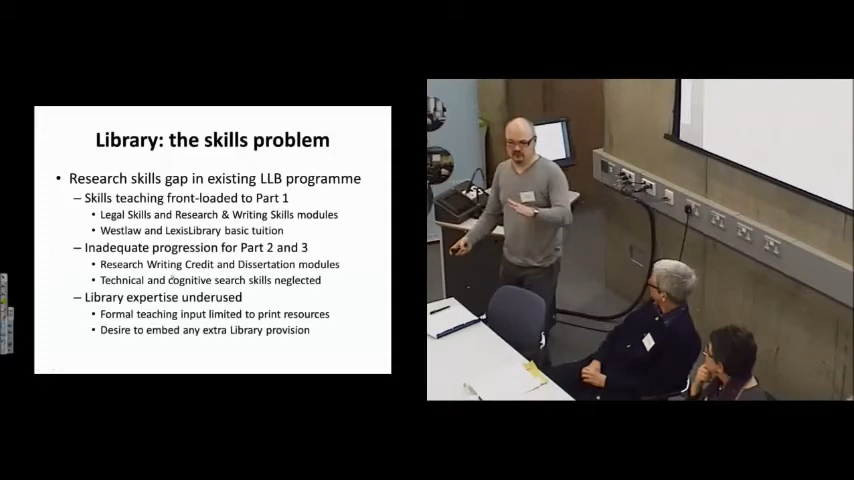 Library: the skills problem
• Research skills gap in existing LLB programme
– Skills teaching front-loaded to Part 1
• Legal Skills and Research & Writing Skills modules
• Westlaw and LexisLibrary basic tuition
– Inadequate progression for Part 2 and 3
• Research Writing Credit and Dissertation modules
• Technical and cognitive search skills neglected
– Library expertise underused
• Formal teaching input limited to print resources
• Desire to embed any extra Library provision